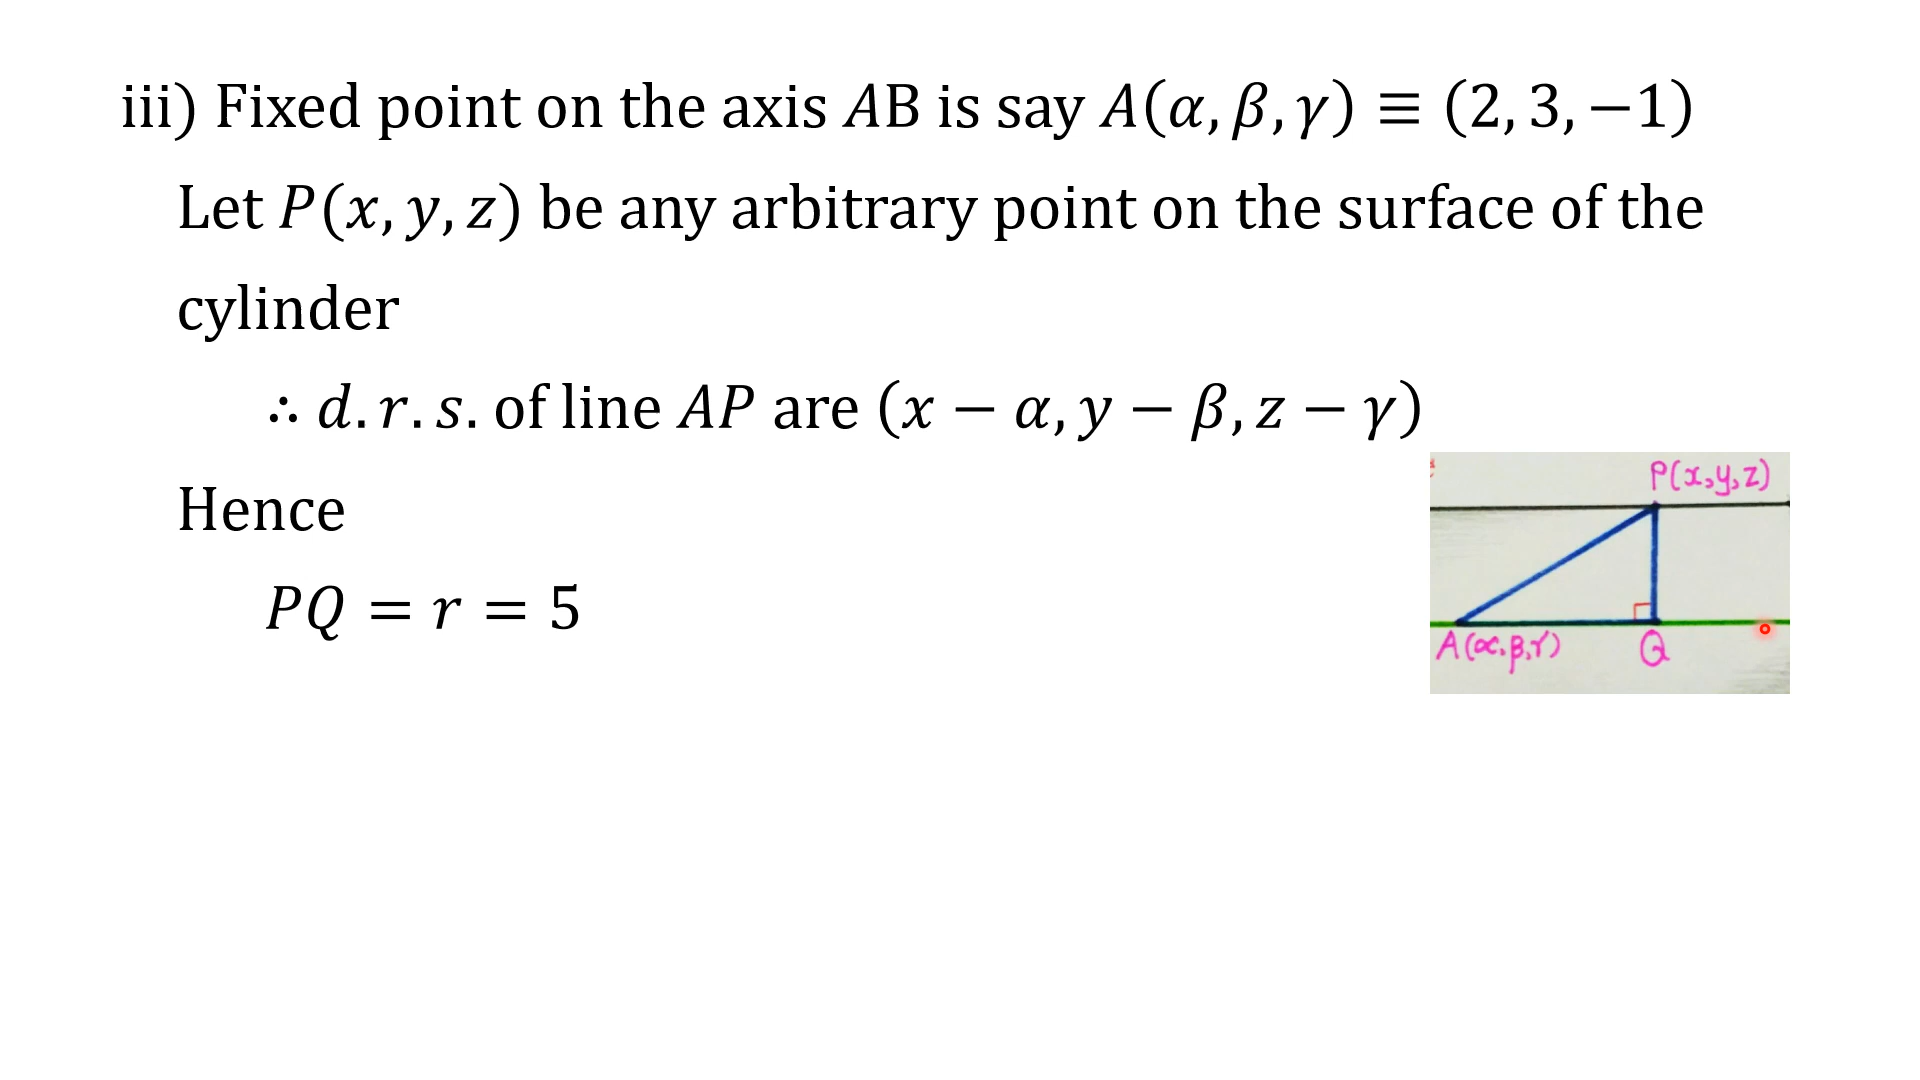 iii) Fixed point on the axis AB is say A(α, β, γ) ≡ (2, 3, −1)
Let P(x, y, z) be any arbitrary point on the surface of the
cylinder
∴ d.r.s. of line AP are (x − α, y − β, z − γ)
Hence
PQ = r = 5
P(x,y,z)
A(α,β,γ)
Q